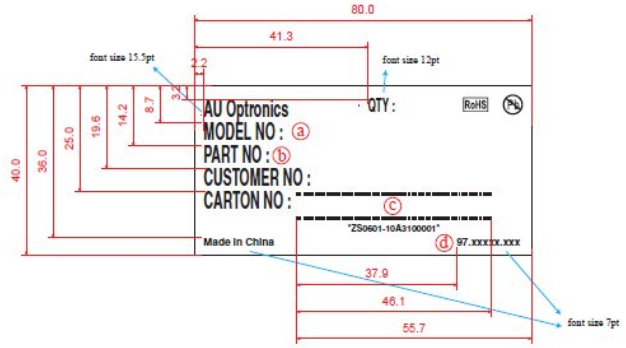 80.0
41.3
font size 15.5pt
font size 12pt
2.2
3.2
8.7
14.2
19.6
25.0
36.0
40.0
AU Optronics QTY : RoHS Pb
MODEL NO : ⓐ
PART NO : ⓑ
CUSTOMER NO :
CARTON NO : ⓒ
"ZS0601-10A3100001"
Made In China ⓓ 97.xxxxx.xxx
37.9
46.1
font size 7pt
55.7